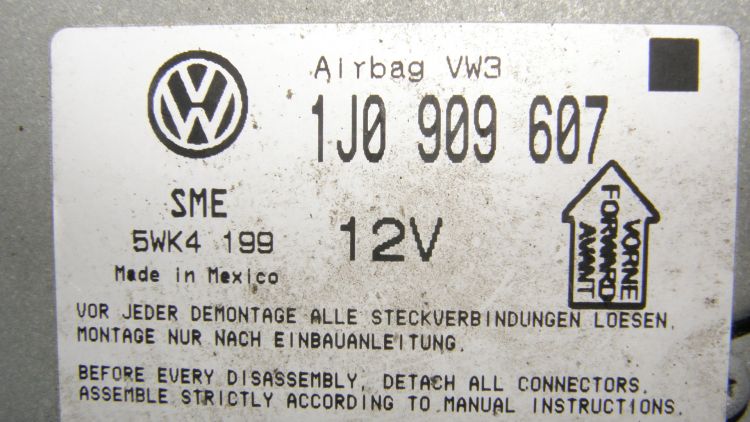 Airbag VW3
1J0 909 607
SME
5WK4 199
12V
Made in Mexico
VORNE
FORWARD
AVANT
VOR JEDER DEMONTAGE ALLE STECKVERBINDUNGEN LOESEN.
MONTAGE NUR NACH EINBAUANLEITUNG.
BEFORE EVERY DISASSEMBLY, DETACH ALL CONNECTORS.
ASSEMBLE STRICTLY ACCORDING TO MANUAL INSTRUCTIONS.